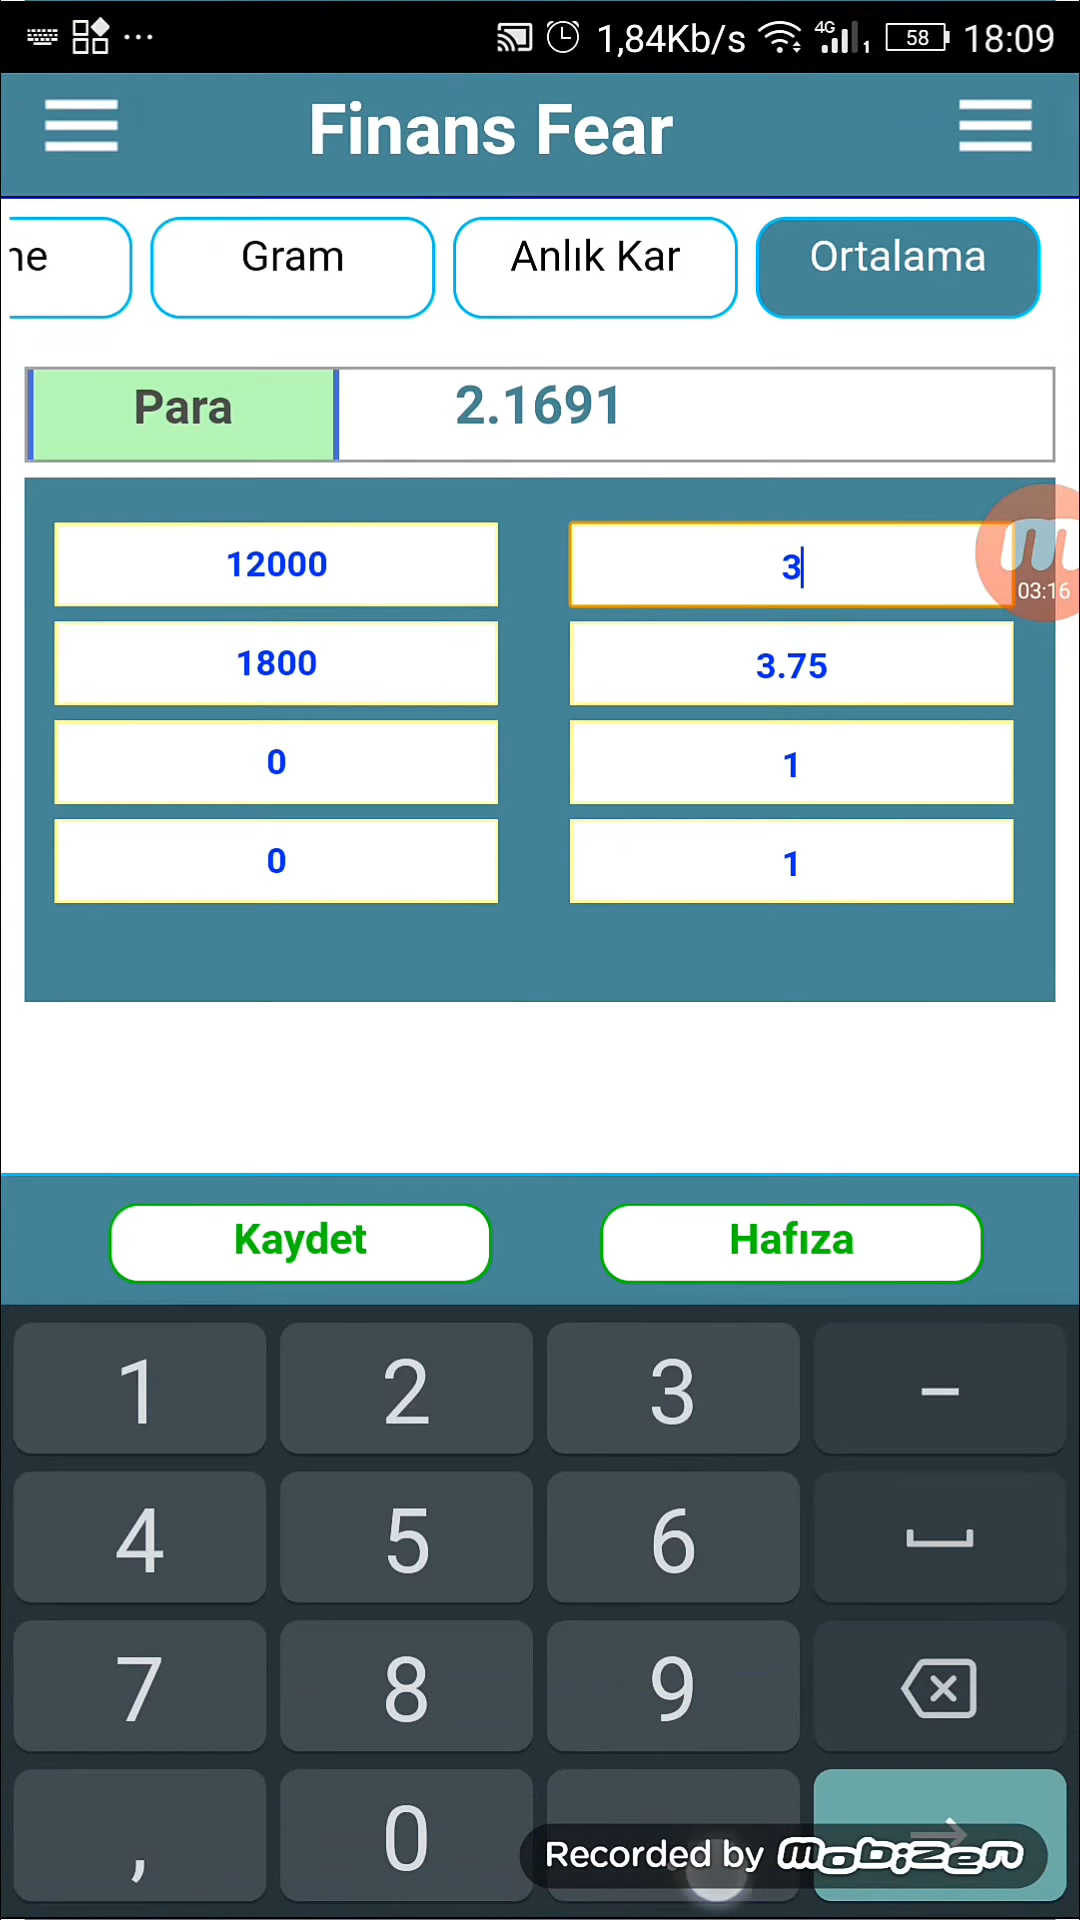 1,84Kb/s 4G 1 58 18:09
Finans Fear
ne Gram Anlık Kar Ortalama
Para 2.1691
12000 3
03:16
1800 3.75
0 1
0 1
Kaydet Hafıza
1 2 3 -
4 5 6
7 8 9
, 0
Recorded by mobizen